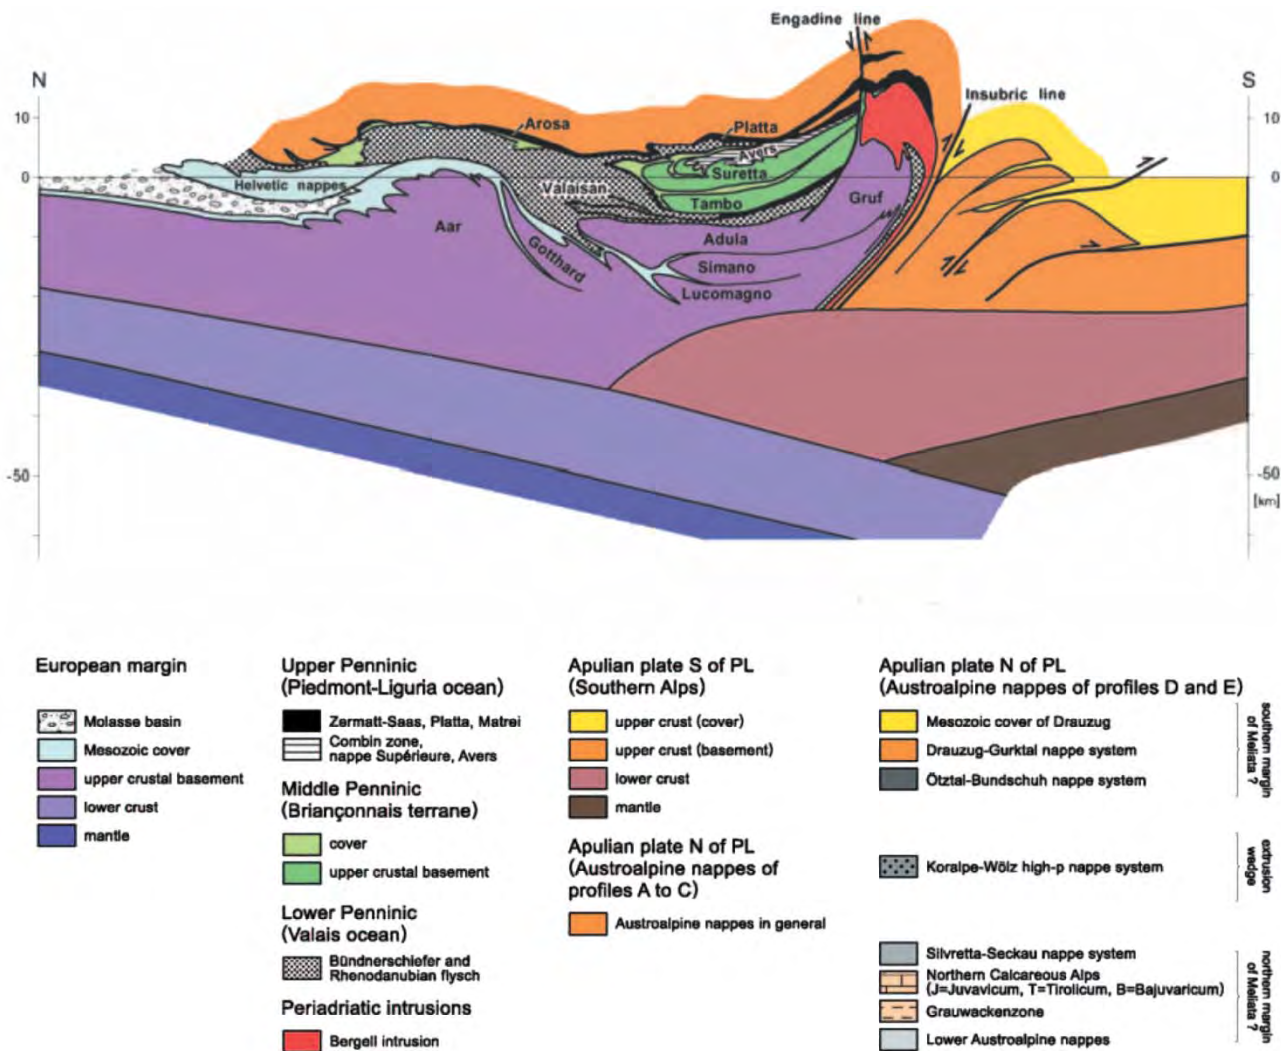 Engadine line
N
S
Insubric line
10
10
Arosa
Platta
Avers
Suretta
0
0
Helvetic nappes
Valaisan
Tambo
Gruf
Aar
Adula
Gotthard
Simano
Lucomagno
-50
-50
[km]
European margin
Molasse basin
Mesozoic cover
upper crustal basement
lower crust
mantle
Upper Penninic
(Piedmont-Liguria ocean)
Zermatt-Saas, Platta, Matrei
Combin zone,
nappe Supérieure, Avers
Middle Penninic
(Briançonnais terrane)
cover
upper crustal basement
Lower Penninic
(Valais ocean)
Bündnerschiefer and
Rhenodanubian flysch
Periadriatic intrusions
Bergell intrusion
Apulian plate S of PL
(Southern Alps)
upper crust (cover)
upper crust (basement)
lower crust
mantle
Apulian plate N of PL
(Austroalpine nappes of
profiles A to C)
Austroalpine nappes in general
Apulian plate N of PL
(Austroalpine nappes of profiles D and E)
Mesozoic cover of Drauzug
Drauzug-Gurktal nappe system
Ötztal-Bundschuh nappe system
southern margin
of Meliata ?
Koralpe-Wölz high-p nappe system
extrusion
wedge
Silvretta-Seckau nappe system
Northern Calcareous Alps
(J=Juvavicum, T=Tirolicum, B=Bajuvaricum)
Grauwackenzone
Lower Austroalpine nappes
northern margin
of Meliata ?